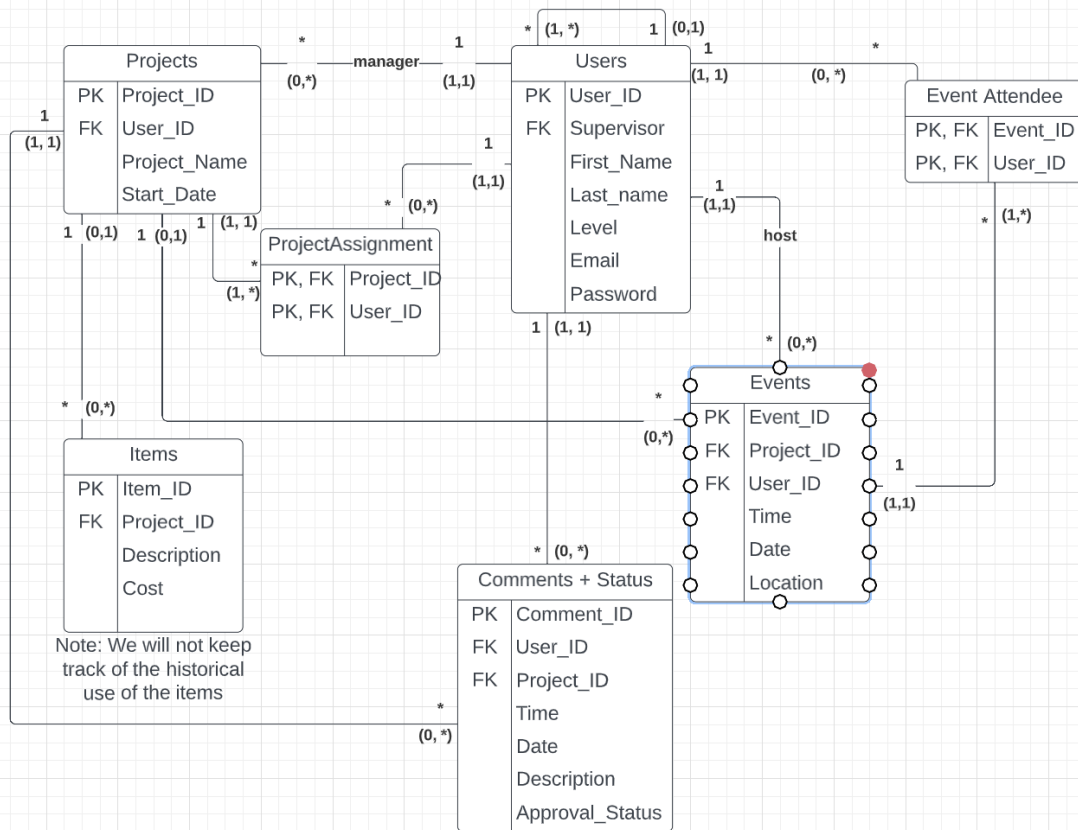 * (1, *) 1 (0,1)
* 1 1 *
Projects manager Users
(0,*) (1,1) (1, 1) (0, *)
PK Project_ID
FK User_ID
Project_Name
Start_Date
PK User_ID
FK Supervisor
First_Name
Last_name
Level
Email
Password
Event Attendee
PK, FK Event_ID
PK, FK User_ID
1
(1, 1)
1
(1,1)
* (0,*)
1 (0,1)
1 (0,1)
1 (1, 1)
*
(1, *)
ProjectAssignment
PK, FK Project_ID
PK, FK User_ID
1
(1,1)
host
* (0,*)
* (1,*)
1 (1, 1)
* (0,*)
*
(0,*)
Events
PK Event_ID
FK Project_ID
FK User_ID
Time
Date
Location
1
(1,1)
Items
PK Item_ID
FK Project_ID
Description
Cost
Note: We will not keep
track of the historical
use of the items
* (0, *)
Comments + Status
PK Comment_ID
FK User_ID
FK Project_ID
Time
Date
Description
Approval_Status
*
(0, *)